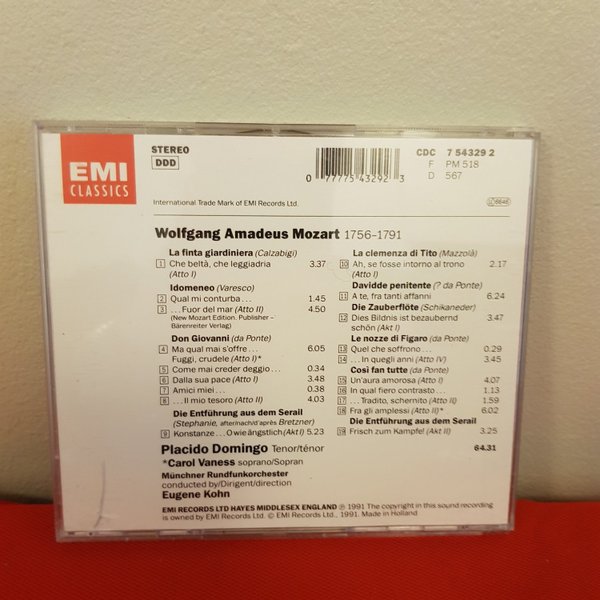 EMI
CLASSICS
STEREO
DDD
0 77775 43292 3
CDC 7 54329 2
F PM 518
D 567
International Trade Mark of EMI Records Ltd.
Wolfgang Amadeus Mozart 1756–1791
La finta giardiniera (Calzabigi)
1 Che beltà, che leggiadria 3.37
(Atto I)
Idomeneo (Varesco)
2 Qual mi conturba... 1.45
3 ...Fuor del mar (Atto II) 4.50
(New Mozart Edition. Publisher –
Bärenreiter Verlag)
Don Giovanni (da Ponte)
4 Ma qual mai s'offre... 6.05
Fuggi, crudele (Atto I)*
5 Come mai creder deggio... 0.34
6 Dalla sua pace (Atto I) 3.48
7 Amici miei... 0.38
8 ...Il mio tesoro (Atto II) 4.03
Die Entführung aus dem Serail
(Stephanie, after/nach/d'après Bretzner)
9 Konstanze...O wie ängstlich (Akt I) 5.23
La clemenza di Tito (Mazzolà)
10 Ah, se fosse intorno al trono 2.17
(Atto I)
Davidde penitente (? da Ponte)
11 A te, fra tanti affanni 6.24
Die Zauberflöte (Schikaneder)
12 Dies Bildnis ist bezaubernd 3.47
schön (Akt I)
Le nozze di Figaro (da Ponte)
13 Quel che soffrono... 0.29
14 ...In quegli anni (Atto IV) 3.45
Così fan tutte (da Ponte)
15 Un'aura amorosa (Atto I) 4.07
16 In qual fiero contrasto... 1.13
17 ...Tradito, schernito (Atto II) 1.59
18 Fra gli amplessi (Atto II)* 6.02
Die Entführung aus dem Serail
19 Frisch zum Kampfe! (Akt II) 3.25
Placido Domingo Tenor/ténor 64.31
*Carol Vaness soprano/Sopran
Münchner Rundfunkorchester
conducted by/Dirigent/direction
Eugene Kohn
EMI RECORDS LTD HAYES MIDDLESEX ENGLAND ℗ 1991 The copyright in this sound recording
is owned by EMI Records Ltd. © EMI Records Ltd., 1991. Made in Holland